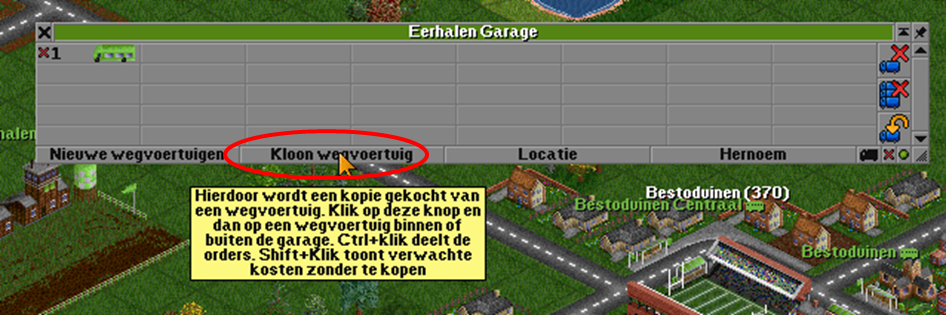 Eerhalen Garage
1
Nieuwe wegvoertuigen
Kloon wegvoertuig
Locatie
Hernoem
halen
Hierdoor wordt een kopie gekocht van
een wegvoertuig. Klik op deze knop en
dan op een wegvoertuig binnen of
buiten de garage. Ctrl+klik deelt de
orders. Shift+Klik toont verwachte
kosten zonder te kopen
Bestoduinen (370)
Bestoduinen Centraal
Bestoduinen